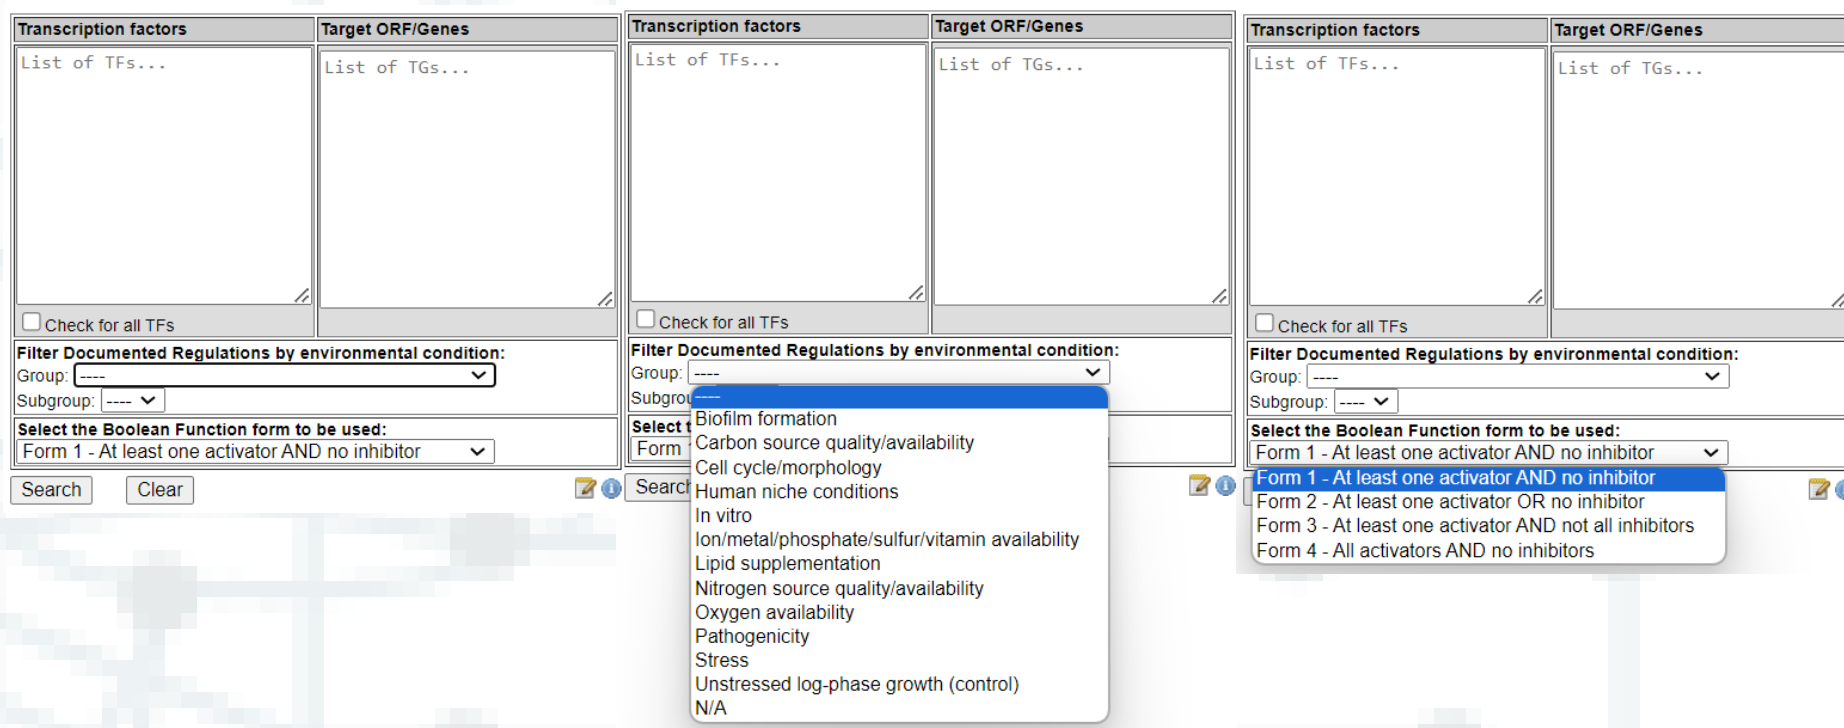 Transcription factors
Target ORF/Genes
List of TFs...
List of TGs...
Check for all TFs
Filter Documented Regulations by environmental condition:
Group: ----
Subgroup: ----
Select the Boolean Function form to be used:
Form 1 - At least one activator AND no inhibitor
Search
Clear
Transcription factors
Target ORF/Genes
List of TFs...
List of TGs...
Check for all TFs
Filter Documented Regulations by environmental condition:
Group: ----
Subgrou
----
Select t
Form
Search
Biofilm formation
Carbon source quality/availability
Cell cycle/morphology
Human niche conditions
In vitro
Ion/metal/phosphate/sulfur/vitamin availability
Lipid supplementation
Nitrogen source quality/availability
Oxygen availability
Pathogenicity
Stress
Unstressed log-phase growth (control)
N/A
Transcription factors
Target ORF/Genes
List of TFs...
List of TGs...
Check for all TFs
Filter Documented Regulations by environmental condition:
Group: ----
Subgroup: ----
Select the Boolean Function form to be used:
Form 1 - At least one activator AND no inhibitor
Form 1 - At least one activator AND no inhibitor
Form 2 - At least one activator OR no inhibitor
Form 3 - At least one activator AND not all inhibitors
Form 4 - All activators AND no inhibitors